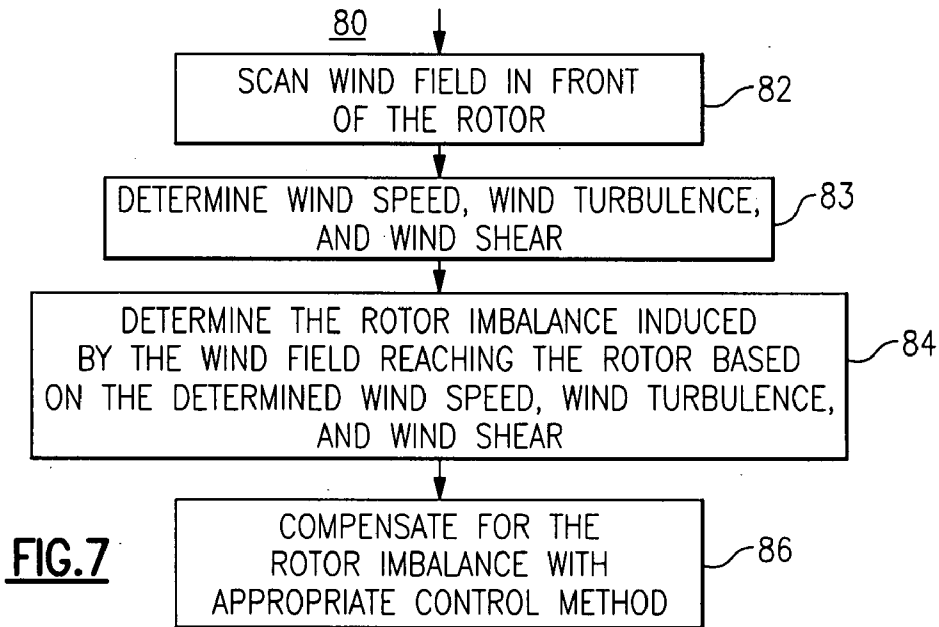 80
SCAN WIND FIELD IN FRONT
OF THE ROTOR
82
DETERMINE WIND SPEED, WIND TURBULENCE,
AND WIND SHEAR
83
DETERMINE THE ROTOR IMBALANCE INDUCED
BY THE WIND FIELD REACHING THE ROTOR BASED
ON THE DETERMINED WIND SPEED, WIND TURBULENCE,
AND WIND SHEAR
84
COMPENSATE FOR THE
ROTOR IMBALANCE WITH
APPROPRIATE CONTROL METHOD
86
FIG.7